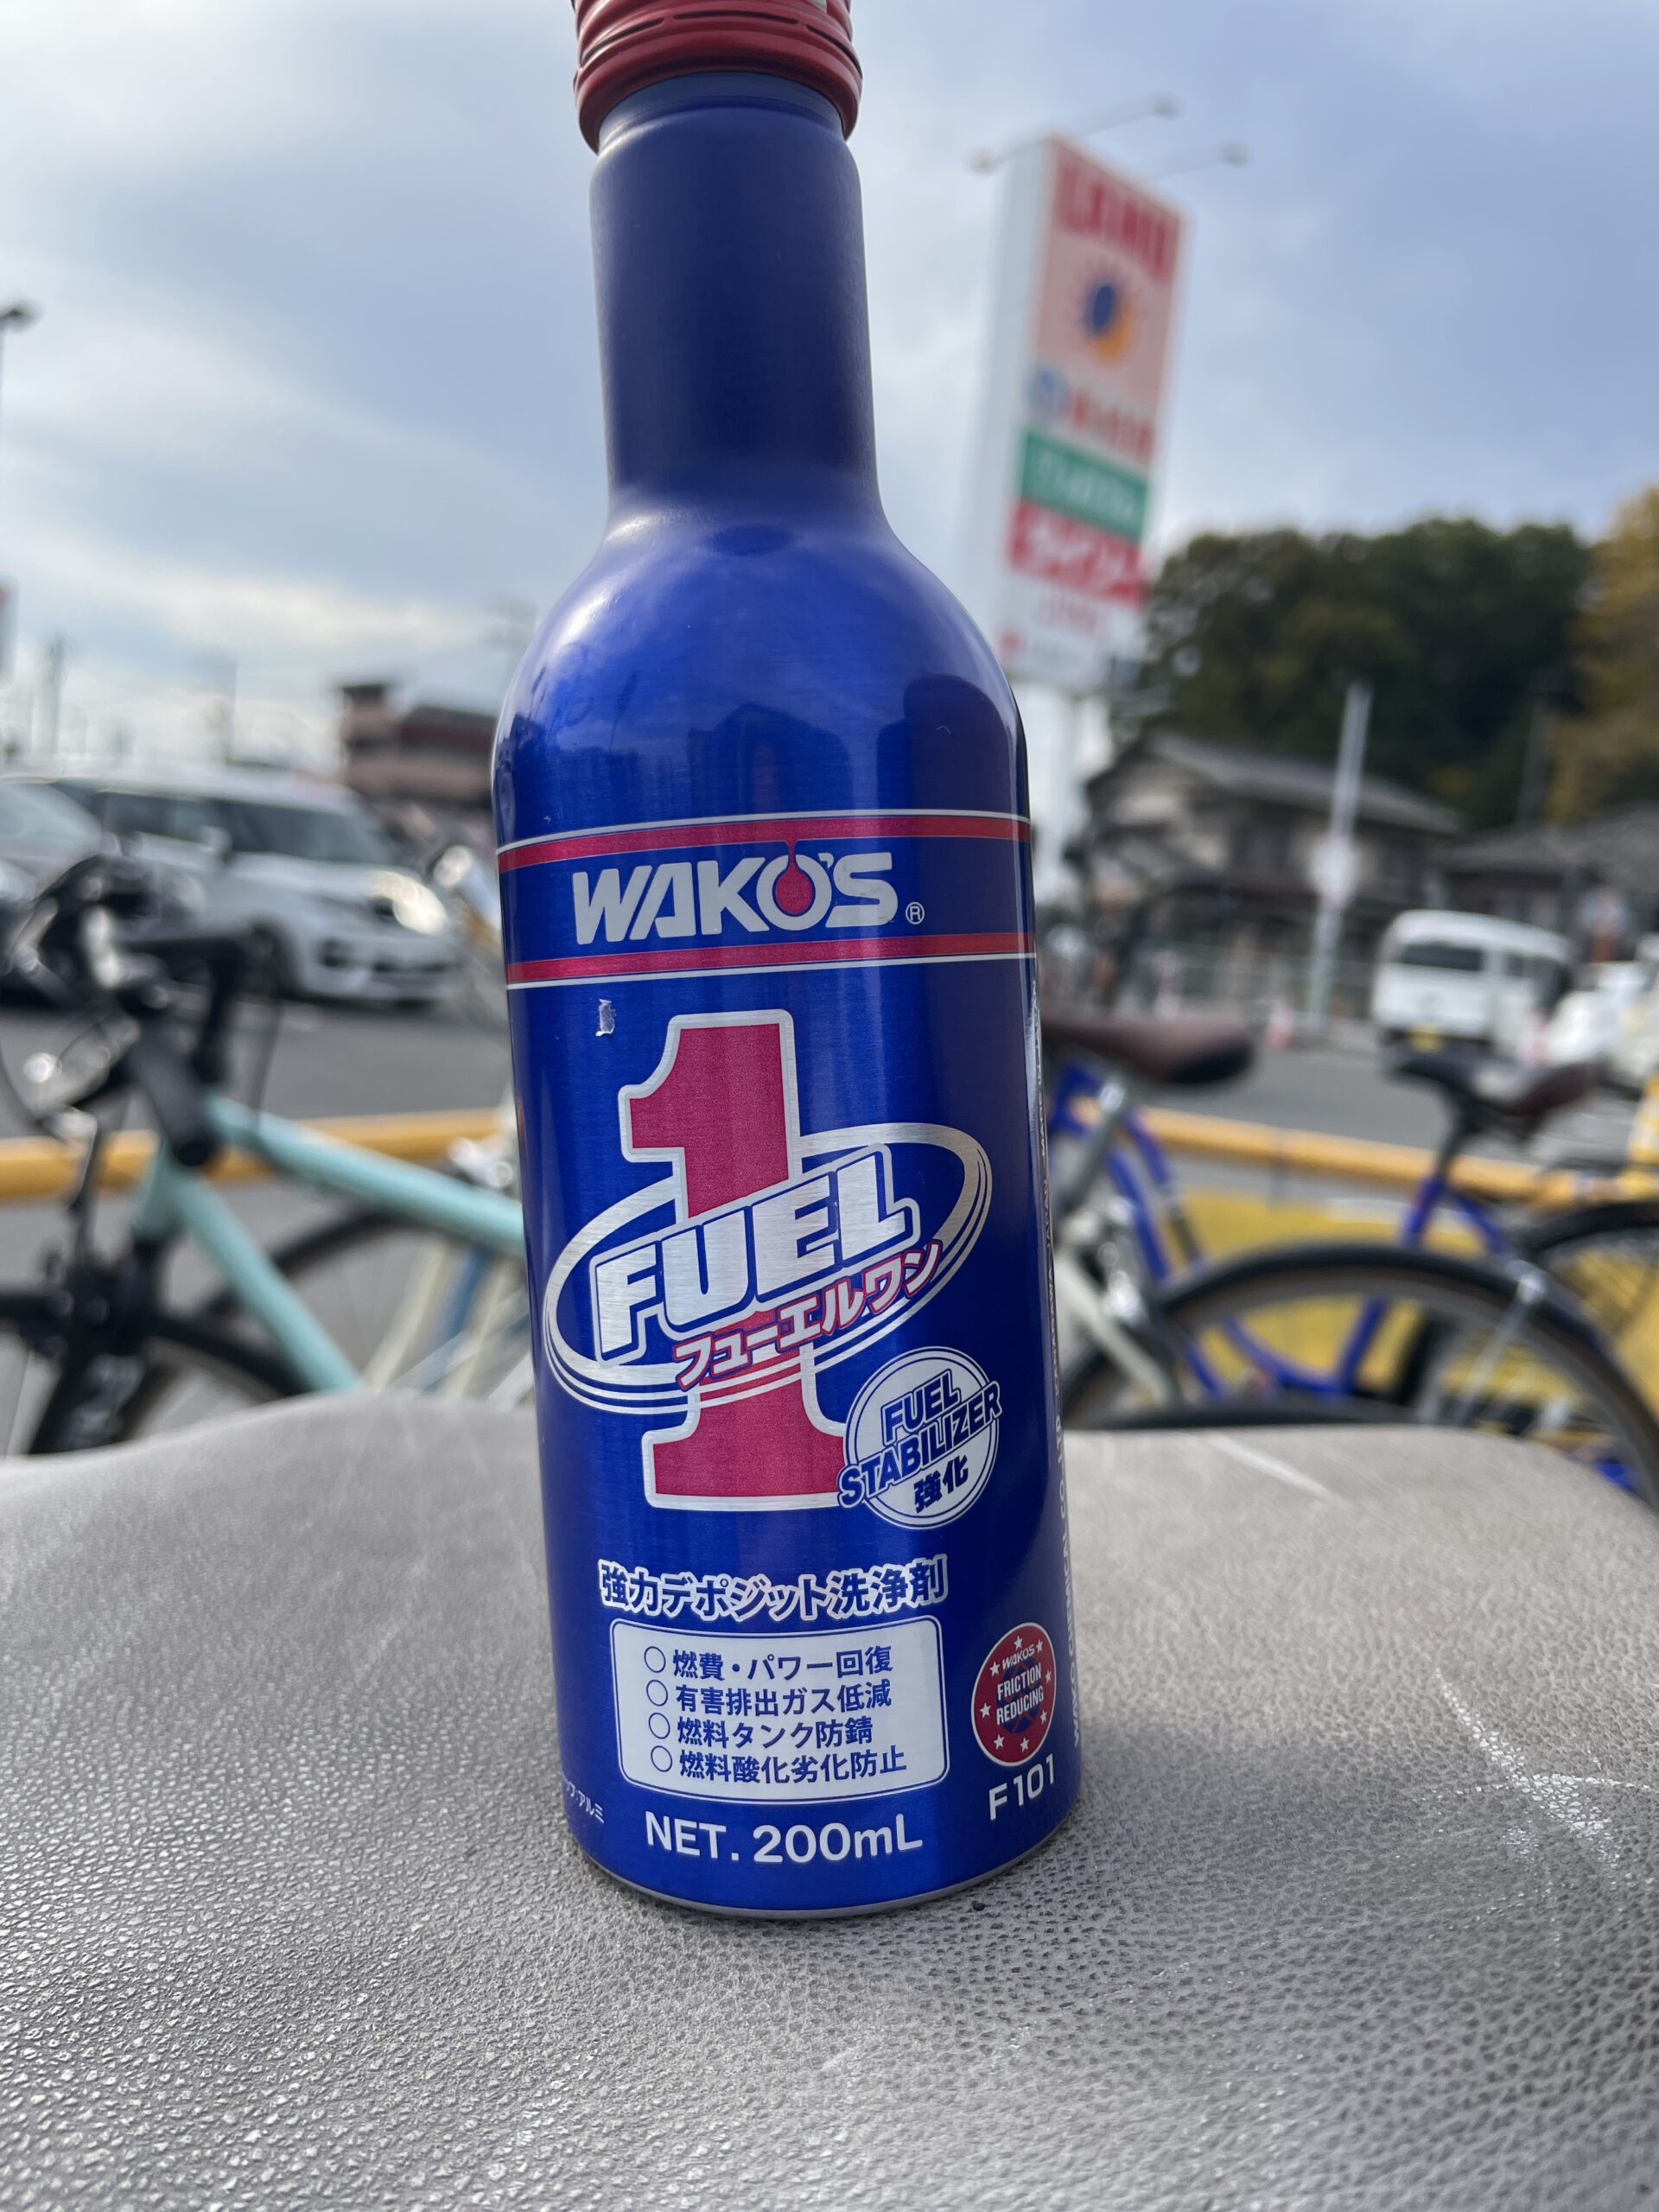 WAKO'S®
1
FUEL
フューエルワン
FUEL
STABILIZER
強化
強力デポジット洗浄剤
○ 燃費・パワー回復
○ 有害排出ガス低減
○ 燃料タンク防錆
○ 燃料酸化劣化防止
WAKO'S
FRICTION
REDUCING
F101
NET. 200mL